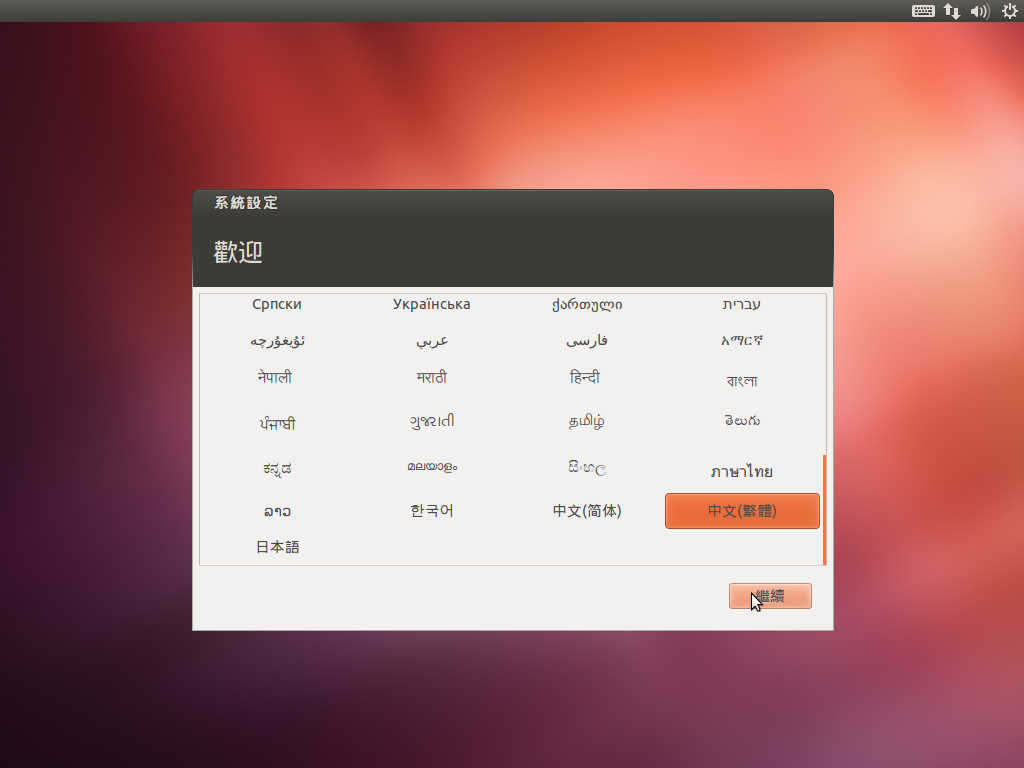 系統設定
歡迎
Српски Українська ქართული עברית
ئۇيغۇرچە عربي فارسی አማርኛ
नेपाली मराठी हिन्दी বাংলা
ਪੰਜਾਬੀ ગુજરાતી தமிழ் తెలుగు
ಕನ್ನಡ മലയാളം සිංහල ภาษาไทย
ລາວ 한국어 中文(简体) 中文(繁體)
日本語
繼續